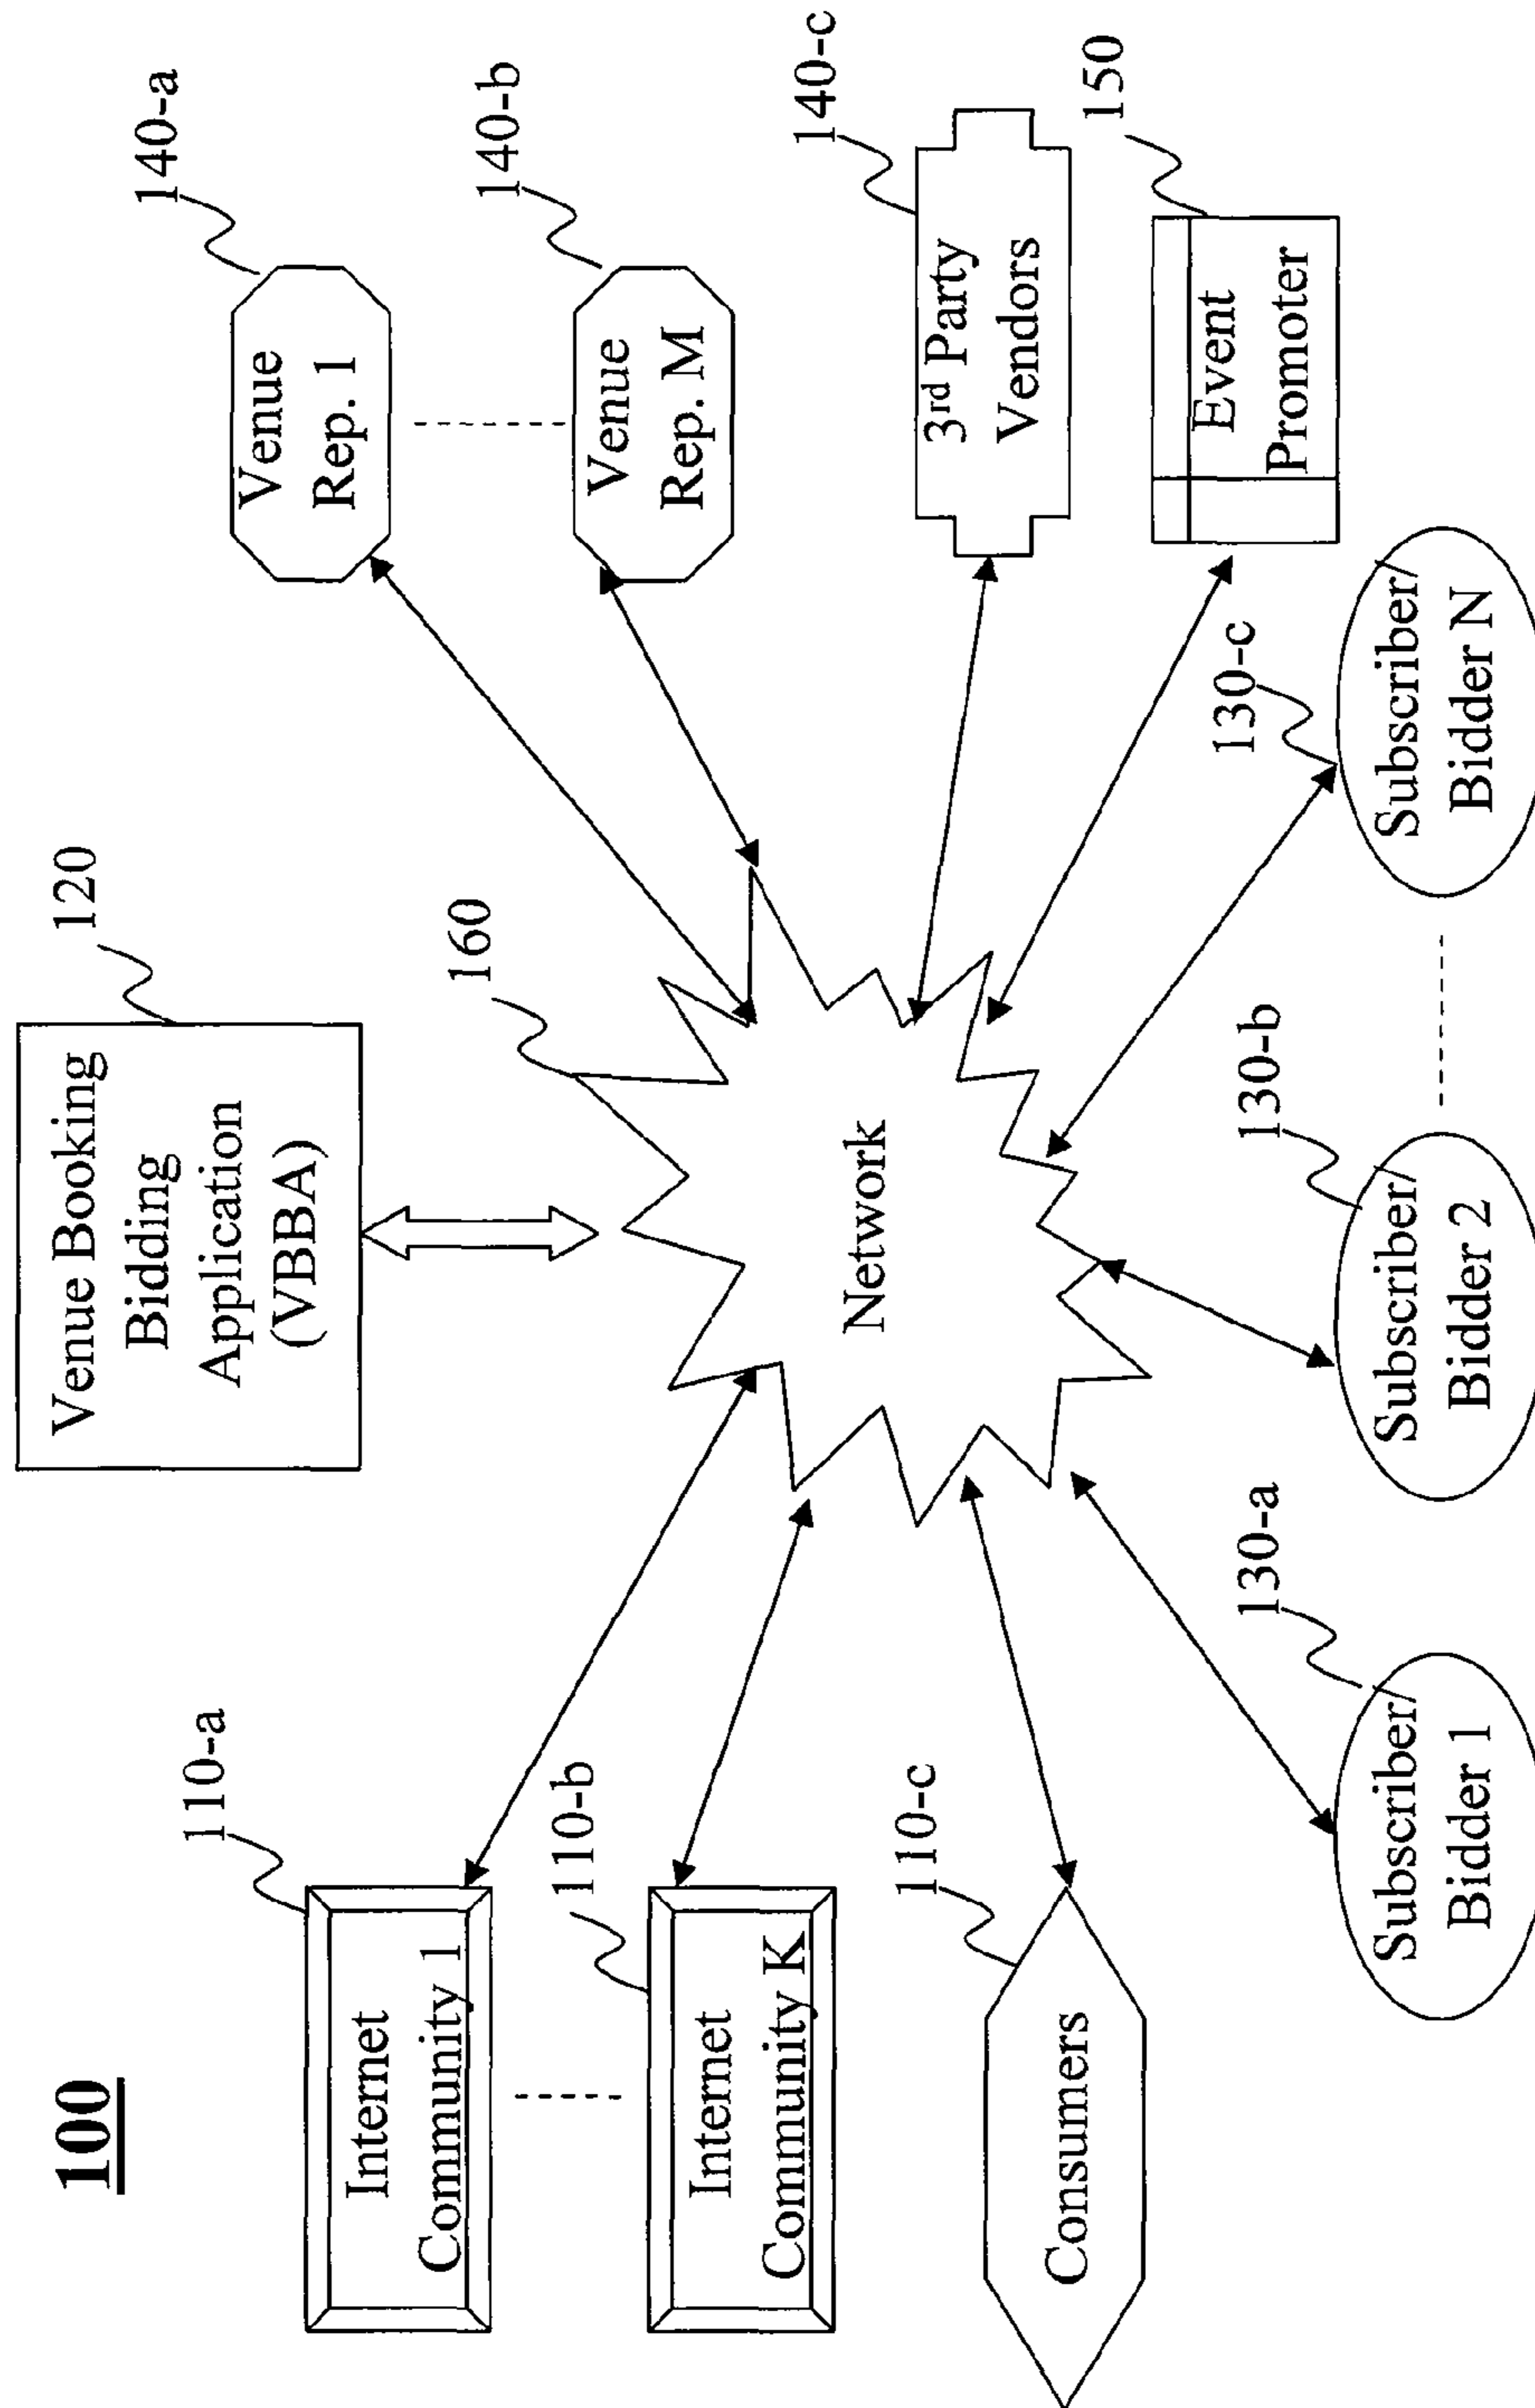 100
120
Venue Booking
Bidding
Application
(VBBA)
110-a
Internet
Community 1
110-b
Internet
Community K
110-c
Consumers
160
Network
140-a
Venue
Rep. 1
140-b
Venue
Rep. M
140-c
3rd Party
Vendors
150
Event
Promoter
130-a
Subscriber/
Bidder 1
130-b
Subscriber/
Bidder 2
130-c
Subscriber/
Bidder N